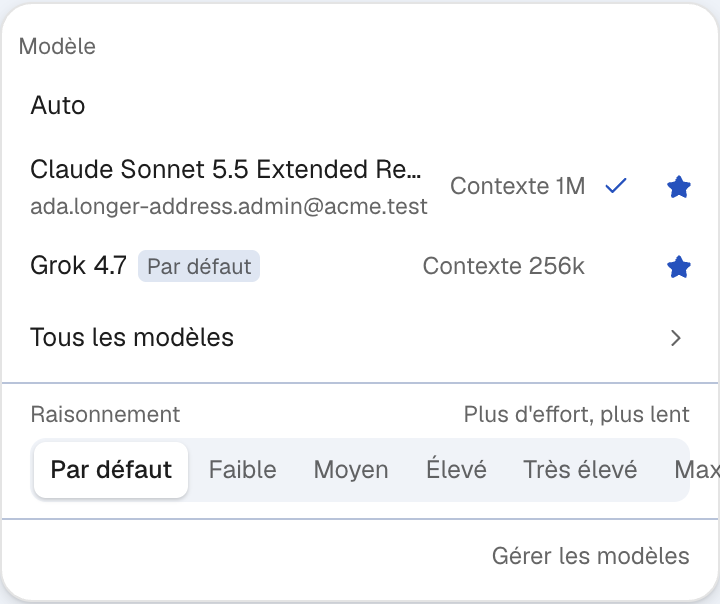 Modèle
Auto
Claude Sonnet 5.5 Extended Re...
ada.longer-address.admin@acme.test
Contexte 1M
Grok 4.7 Par défaut Contexte 256k
Tous les modèles
Raisonnement Plus d'effort, plus lent
Par défaut Faible Moyen Élevé Très élevé Max
Gérer les modèles